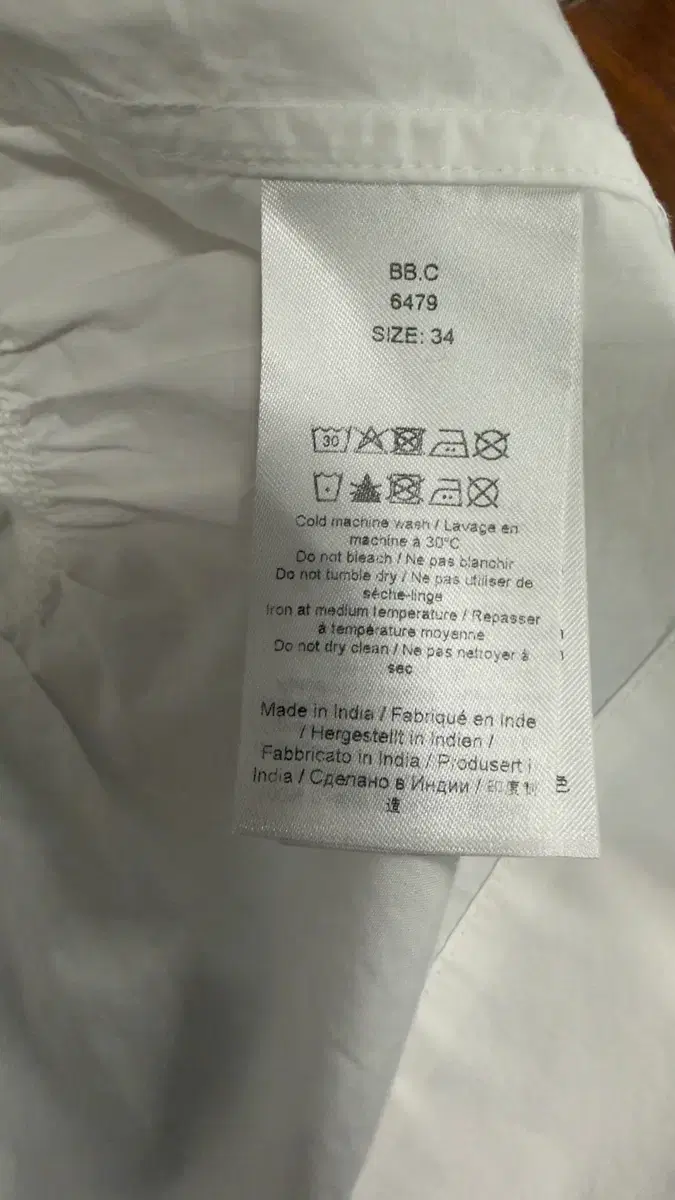 BB.C
6479
SIZE: 34
30
Cold machine wash / Lavage en
machine à 30°C
Do not bleach / Ne pas blanchir
Do not tumble dry / Ne pas utiliser de
sèche-linge
Iron at medium temperature / Repasser
à température moyenne
Do not dry clean / Ne pas nettoyer à
sec
Made in India / Fabriqué en Inde
/ Hergestellt in Indien /
Fabbricato in India / Produsert i
India / Сделано в Индии / 印度制
造